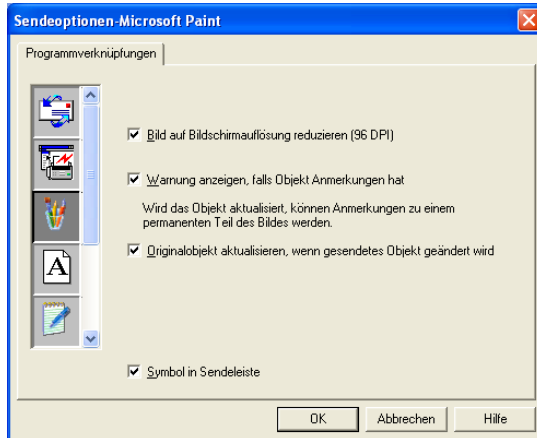 Sendeoptionen-Microsoft Paint
Programmverknüpfungen
Bild auf Bildschirmauflösung reduzieren (96 DPI)
Warnung anzeigen, falls Objekt Anmerkungen hat
Wird das Objekt aktualisiert, können Anmerkungen zu einem
permanenten Teil des Bildes werden.
Originalobjekt aktualisieren, wenn gesendetes Objekt geändert wird
A
Symbol in Sendeleiste
OK
Abbrechen
Hilfe